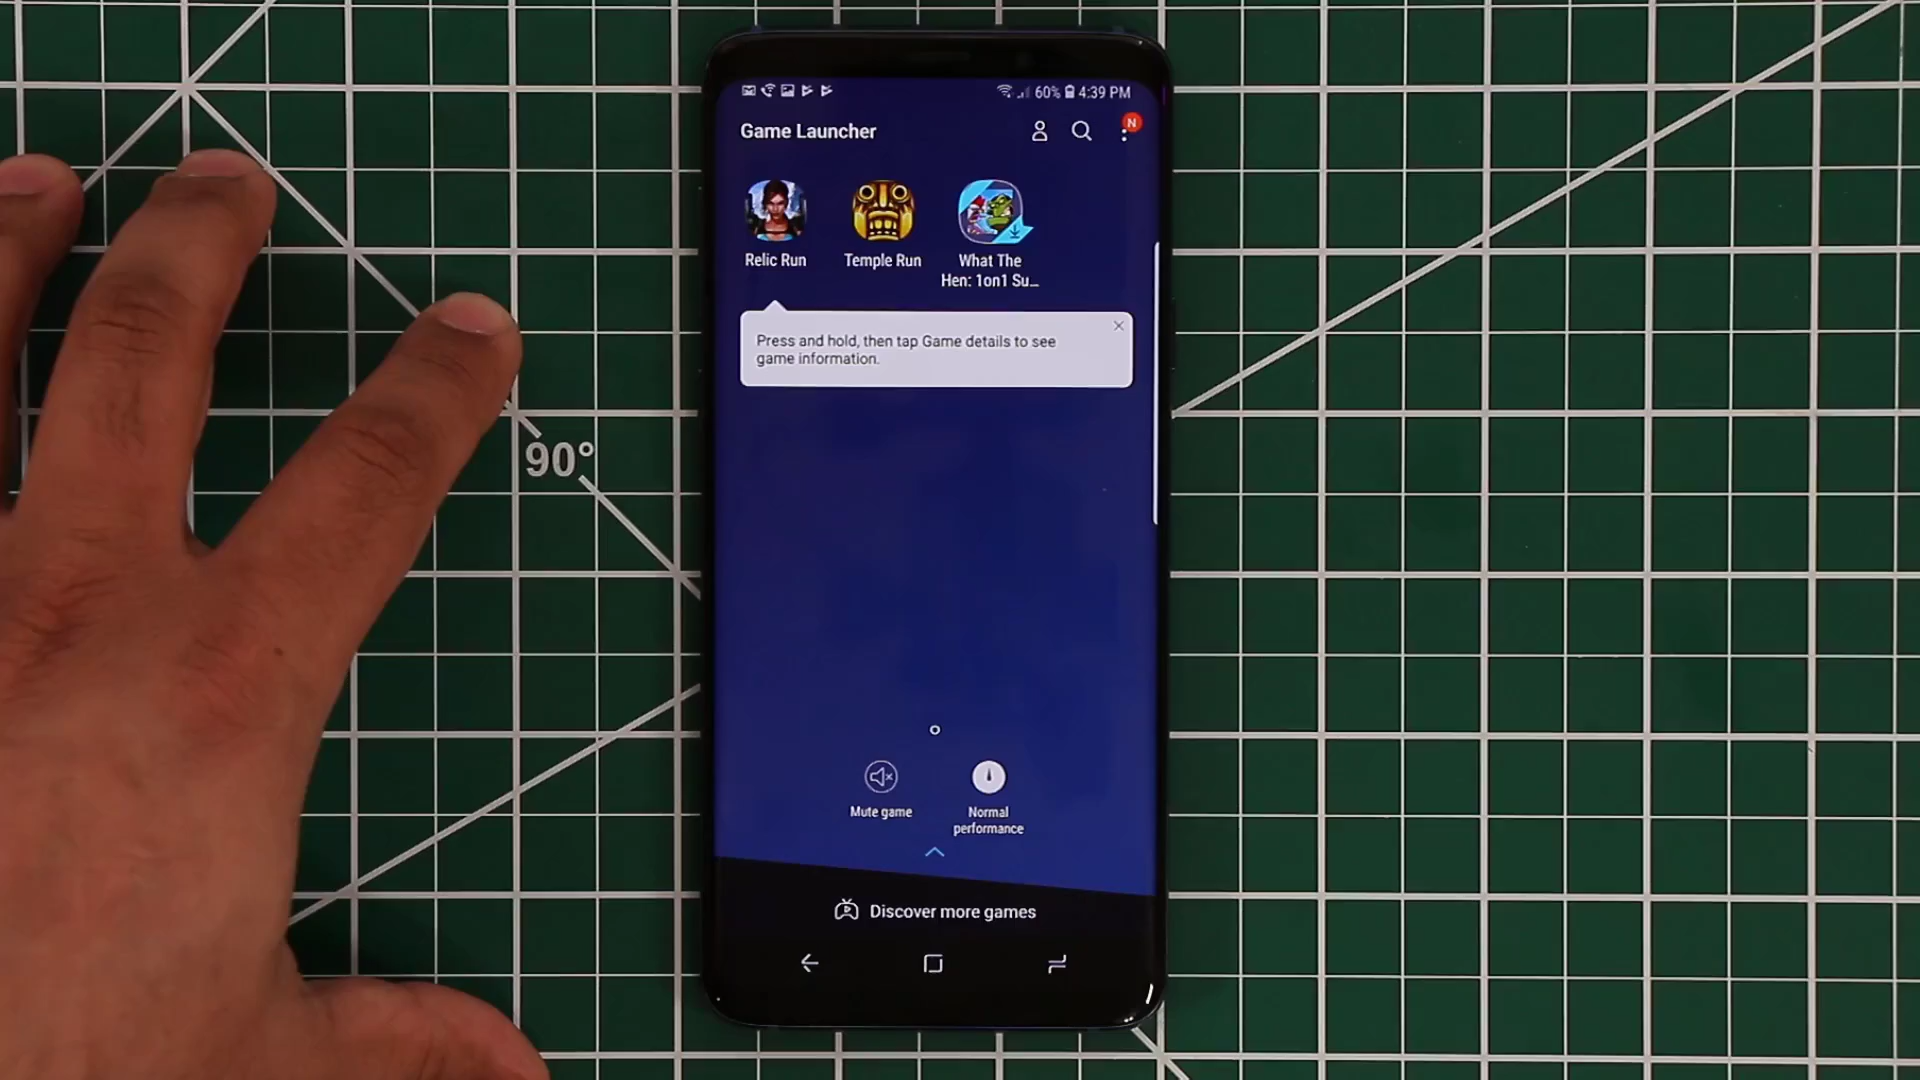 60% 4:39 PM
Game Launcher
N
Relic Run
Temple Run
What The
Hen: 1on1 Su...
Press and hold, then tap Game details to see
game information.
90°
Mute game
Normal
performance
Discover more games